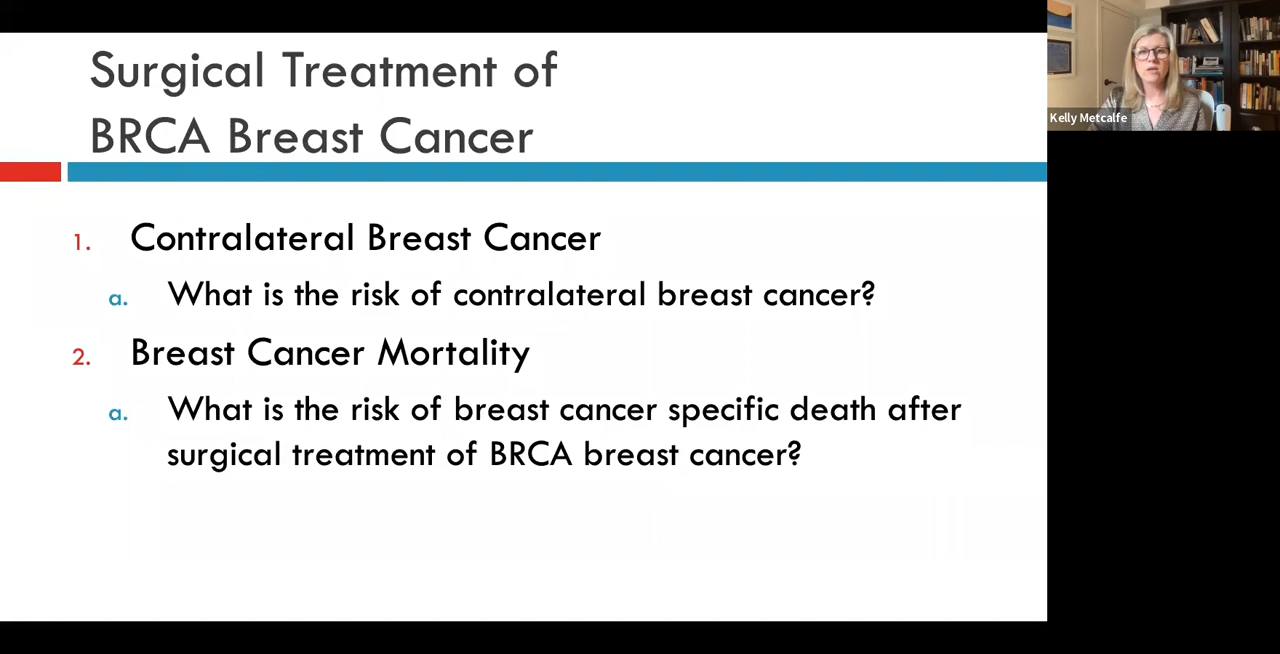 Surgical Treatment of
BRCA Breast Cancer
Kelly Metcalfe
1. Contralateral Breast Cancer
a. What is the risk of contralateral breast cancer?
2. Breast Cancer Mortality
a. What is the risk of breast cancer specific death after
surgical treatment of BRCA breast cancer?